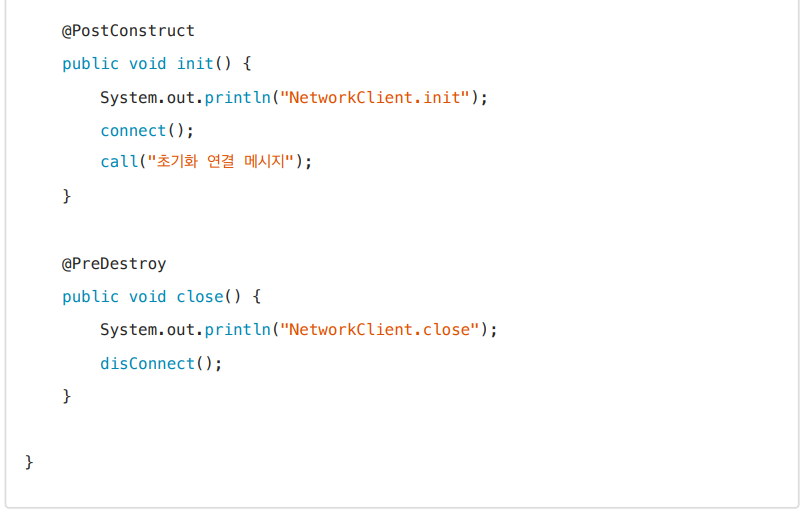 @PostConstruct
public void init() {
System.out.println("NetworkClient.init");
connect();
call("초기화 연결 메시지");
}
@PreDestroy
public void close() {
System.out.println("NetworkClient.close");
disConnect();
}
}